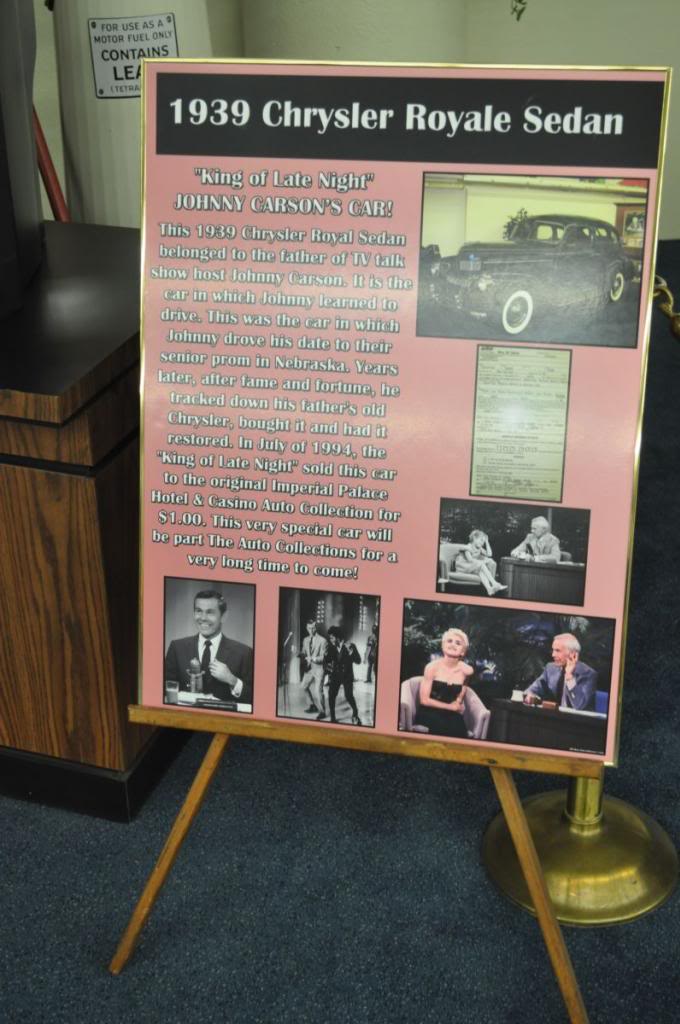 FOR USE AS A
MOTOR FUEL ONLY
CONTAINS
LEA
(TETRA
1939 Chrysler Royale Sedan
"King of Late Night"
JOHNNY CARSON'S CAR!
This 1939 Chrysler Royal Sedan
belonged to the father of TV talk
show host Johnny Carson. It is the
car in which Johnny learned to
drive. This was the car in which
Johnny drove his date to their
senior prom in Nebraska. Years
later, after fame and fortune, he
tracked down his father's old
Chrysler, bought it and had it
restored. In July of 1994, the
"King of Late Night" sold this car
to the original Imperial Palace
Hotel & Casino Auto Collection for
$1.00. This very special car will
be part The Auto Collections for a
very long time to come!